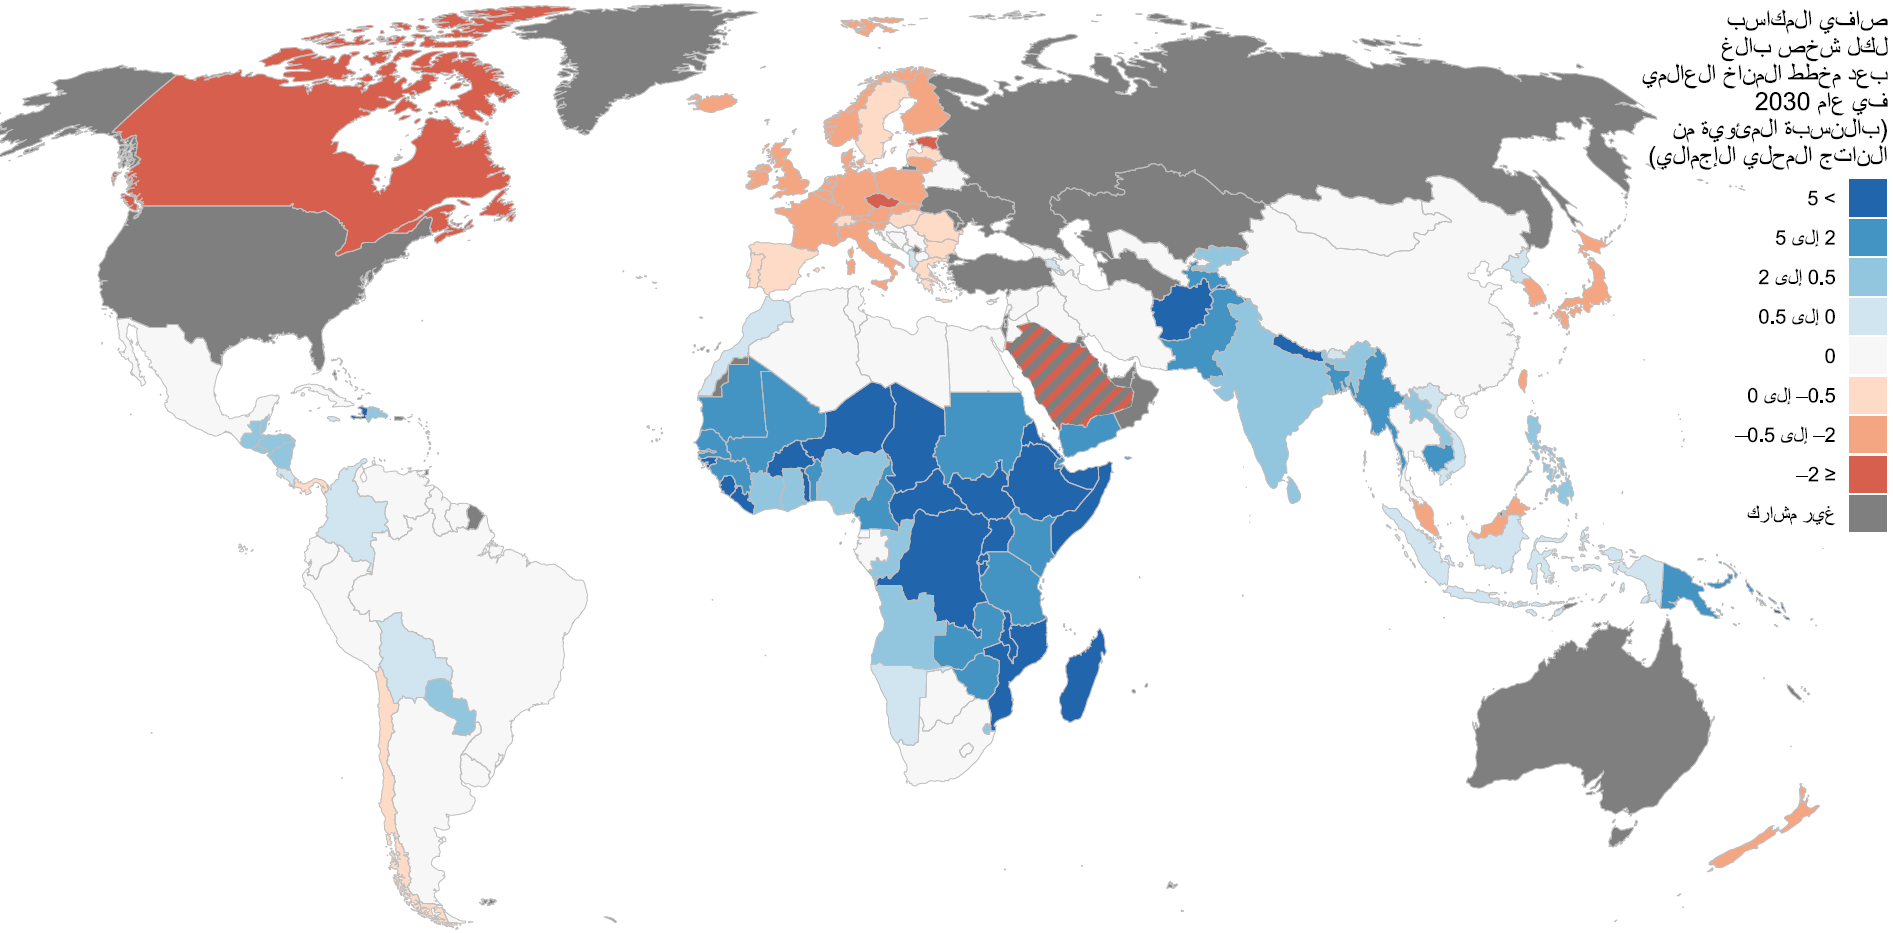 صافي المكاسب
لكل شخص بالغ
بعد مخطط المناخ العالمي
في عام 2030
(بالنسبة المئوية من
الناتج المحلي الإجمالي)
> 5
2 إلى 5
0.5 إلى 2
0 إلى 0.5
0
–0.5 إلى 0
–2 إلى –0.5
≤ –2
غير مشارك